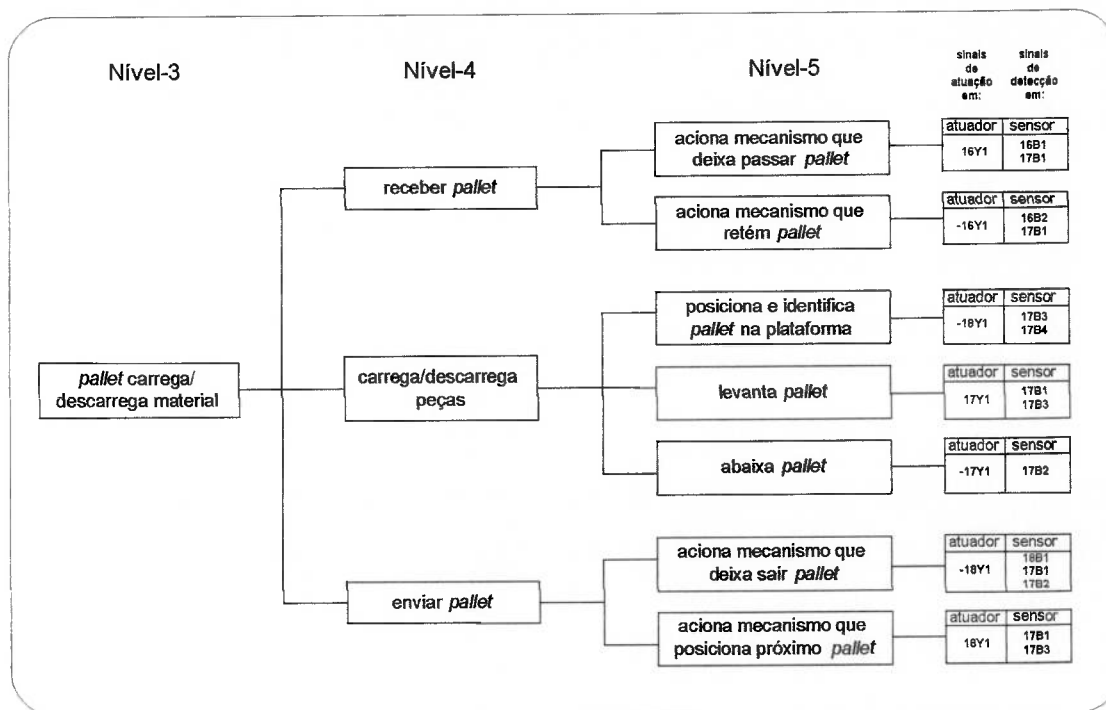 Nível-3
Nível-4
Nível-5
sinais
de
atuação
em:
sinais
de
detecção
em:
aciona mecanismo que
deixa passar pallet
atuador sensor
16Y1
16B1
17B1
receber pallet
aciona mecanismo que
retém pallet
atuador sensor
-16Y1
16B2
17B1
posiciona e identifica
pallet na plataforma
atuador sensor
-18Y1
17B3
17B4
pallet carrega/
descarrega material
carrega/descarrega
peças
levanta pallet
atuador sensor
17Y1
17B1
17B3
abaixa pallet
atuador sensor
-17Y1
17B2
aciona mecanismo que
deixa sair pallet
atuador sensor
-18Y1
18B1
17B1
17B2
enviar pallet
aciona mecanismo que
posiciona próximo pallet
atuador sensor
18Y1
17B1
17B3